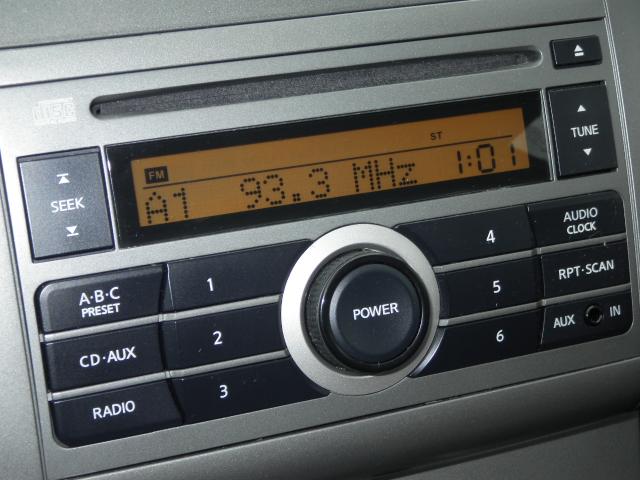 disc
FM
ST
A1 93.3 MHz 1:01
SEEK
TUNE
A·B·C
PRESET
CD·AUX
RADIO
1
2
3
POWER
4
5
6
AUDIO
CLOCK
RPT·SCAN
AUX IN